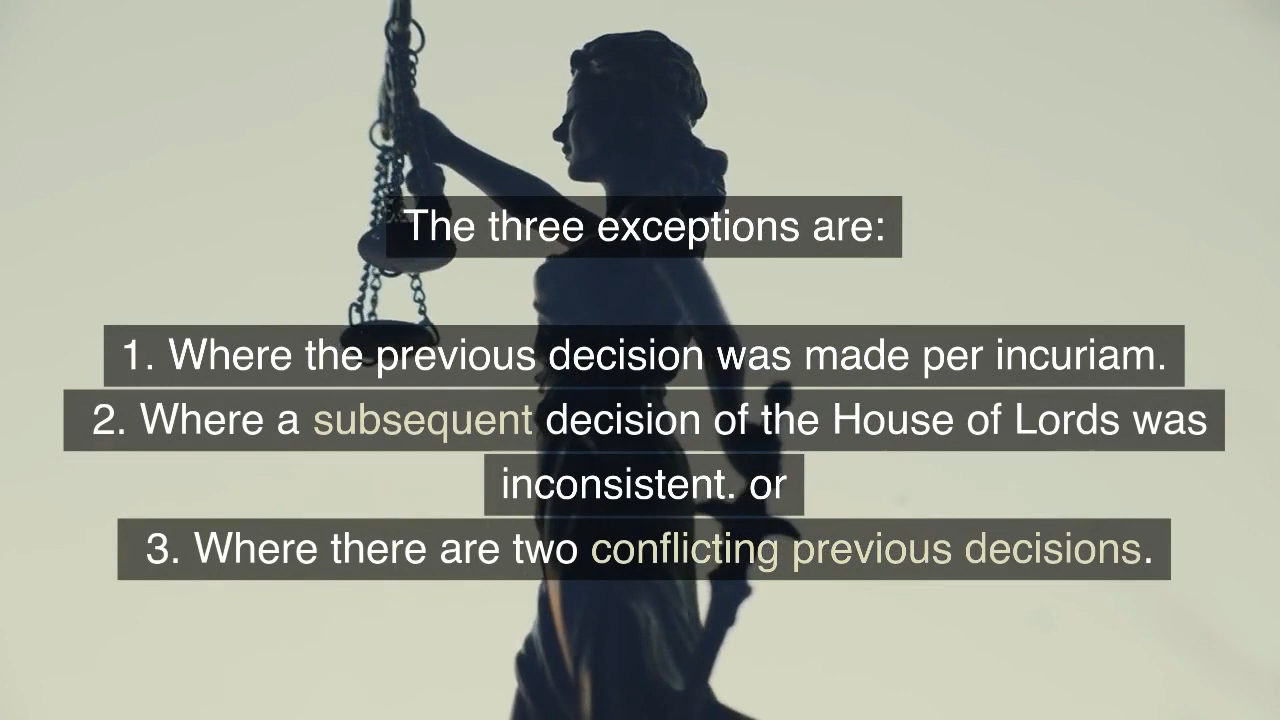 The three exceptions are:
1. Where the previous decision was made per incuriam.
2. Where a subsequent decision of the House of Lords was
inconsistent. or
3. Where there are two conflicting previous decisions.